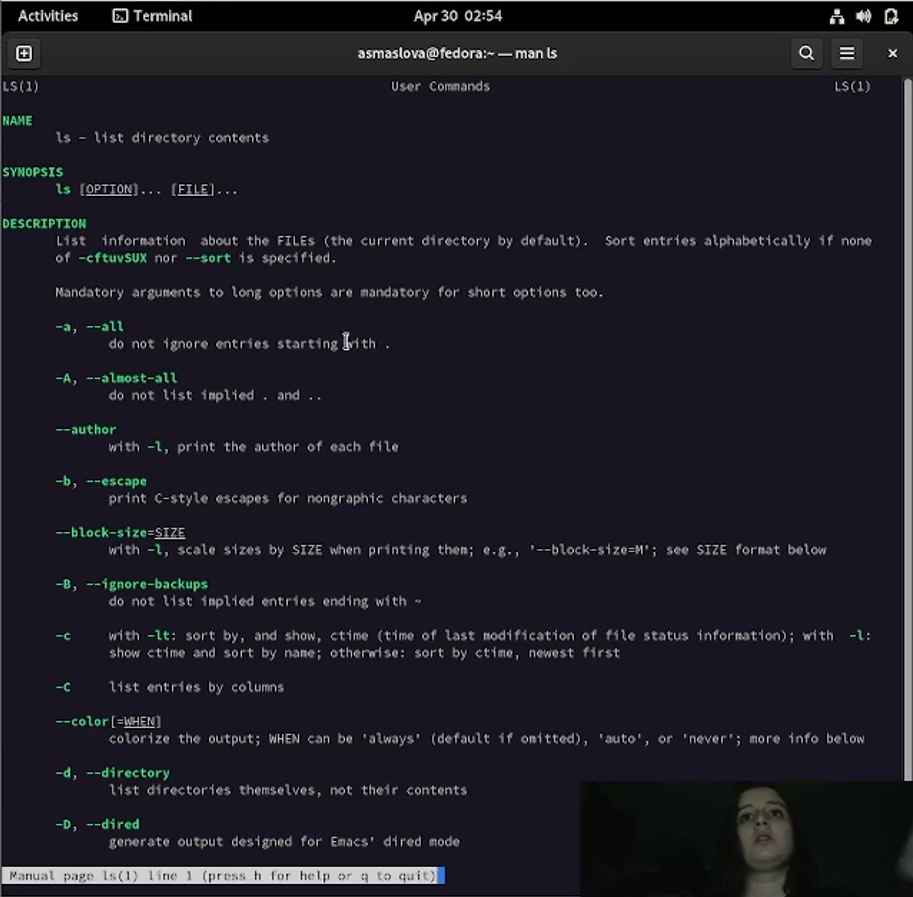 Activities Terminal Apr 30 02:54
asmaslova@fedora:~ — man ls
LS(1) User Commands LS(1)
NAME
ls - list directory contents
SYNOPSIS
ls [OPTION]... [FILE]...
DESCRIPTION
List information about the FILEs (the current directory by default). Sort entries alphabetically if none
of -cftuvSUX nor --sort is specified.
Mandatory arguments to long options are mandatory for short options too.
-a, --all
do not ignore entries starting with .
-A, --almost-all
do not list implied . and ..
--author
with -l, print the author of each file
-b, --escape
print C-style escapes for nongraphic characters
--block-size=SIZE
with -l, scale sizes by SIZE when printing them; e.g., '--block-size=M'; see SIZE format below
-B, --ignore-backups
do not list implied entries ending with ~
-c with -lt: sort by, and show, ctime (time of last modification of file status information); with -l:
show ctime and sort by name; otherwise: sort by ctime, newest first
-C list entries by columns
--color[=WHEN]
colorize the output; WHEN can be 'always' (default if omitted), 'auto', or 'never'; more info below
-d, --directory
list directories themselves, not their contents
-D, --dired
generate output designed for Emacs' dired mode
Manual page ls(1) line 1 (press h for help or q to quit)